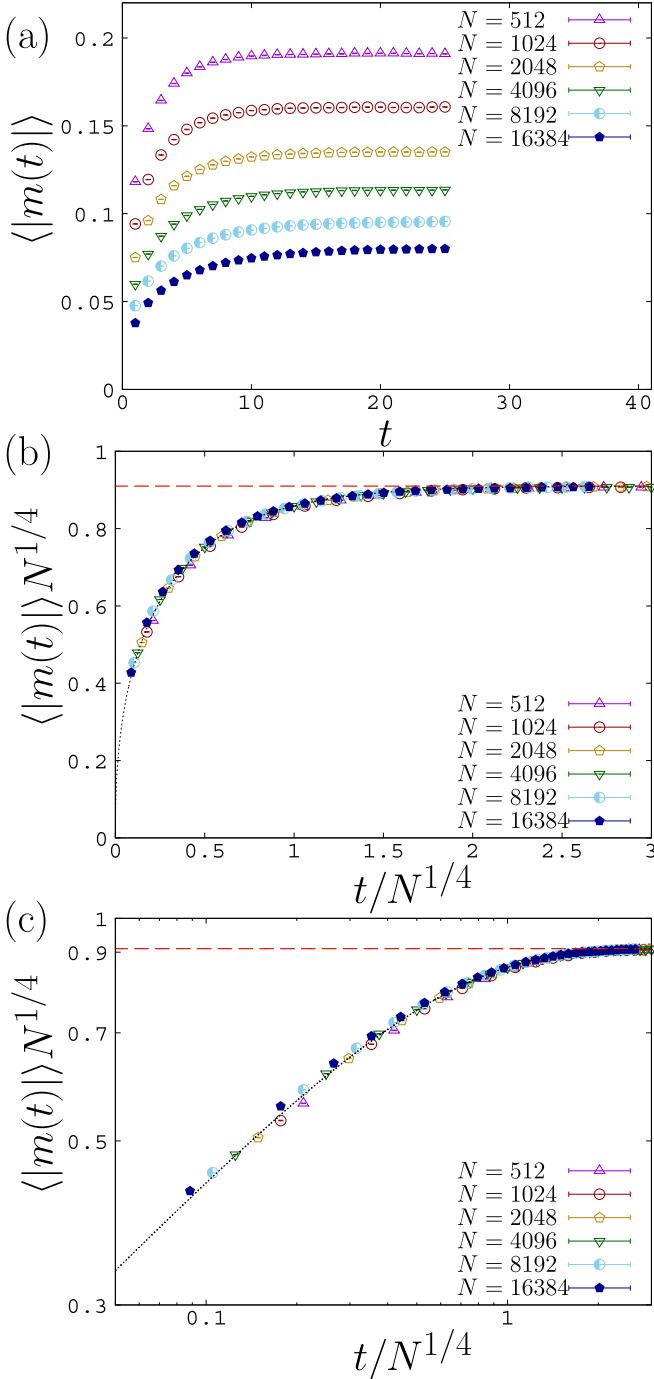 (a)
⟨|m(t)|⟩
0.2
0.15
0.1
0.05
0
0 10 20 30 40
t
N = 512
N = 1024
N = 2048
N = 4096
N = 8192
N = 16384
(b)
⟨|m(t)|⟩N^{1/4}
1
0.8
0.6
0.4
0.2
0
0 0.5 1 1.5 2 2.5 3
t/N^{1/4}
N = 512
N = 1024
N = 2048
N = 4096
N = 8192
N = 16384
(c)
⟨|m(t)|⟩N^{1/4}
1
0.9
0.7
0.5
0.3
0.1 1
t/N^{1/4}
N = 512
N = 1024
N = 2048
N = 4096
N = 8192
N = 16384